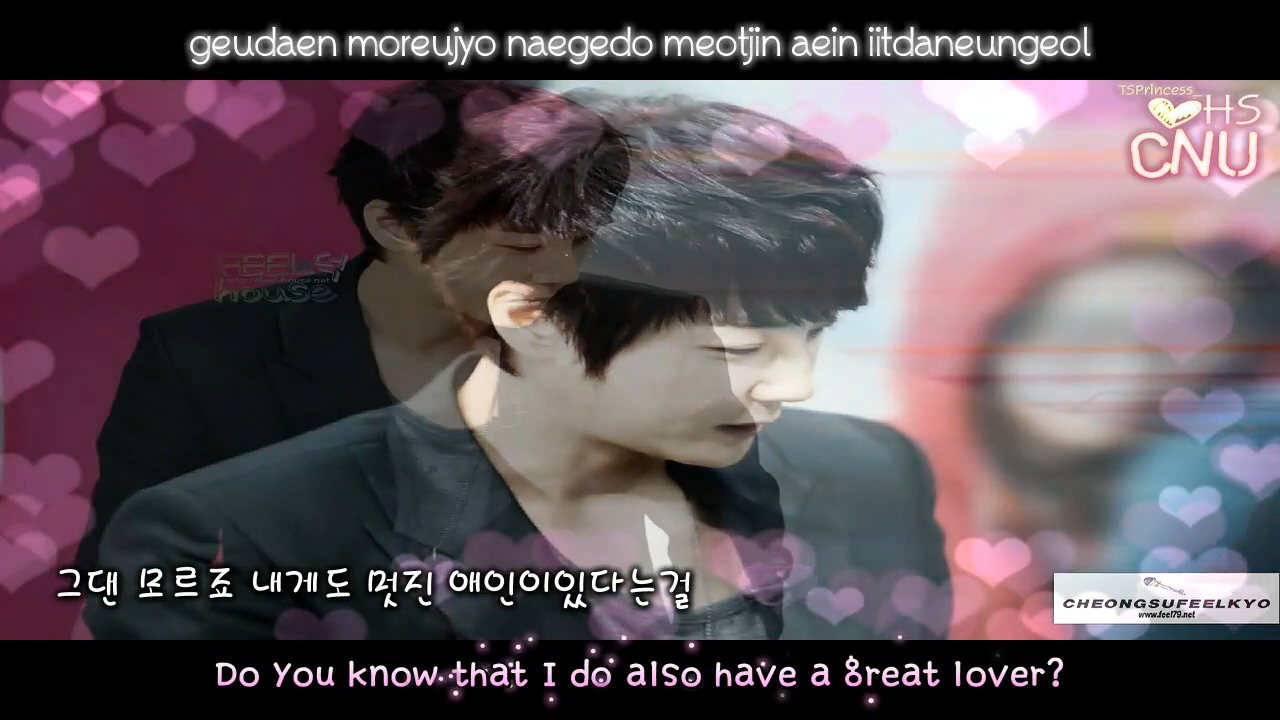 geudaen moreujyo naegedo meotjin aein iitdaneungeol
TSPrincess_
HS
CNU
house
그댄 모르죠 내게도 멋진 애인이있다는걸
CHEONGSUFEELKYO
www.feel79.net
Do You know that I do also have a great lover?